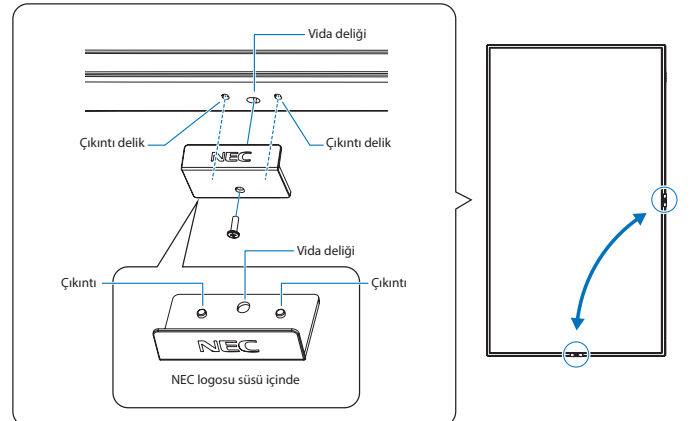 Vida deliği
Çıkıntı delik
Çıkıntı delik
NEC
Vida deliği
Çıkıntı
Çıkıntı
NEC
NEC logosu süsü içinde